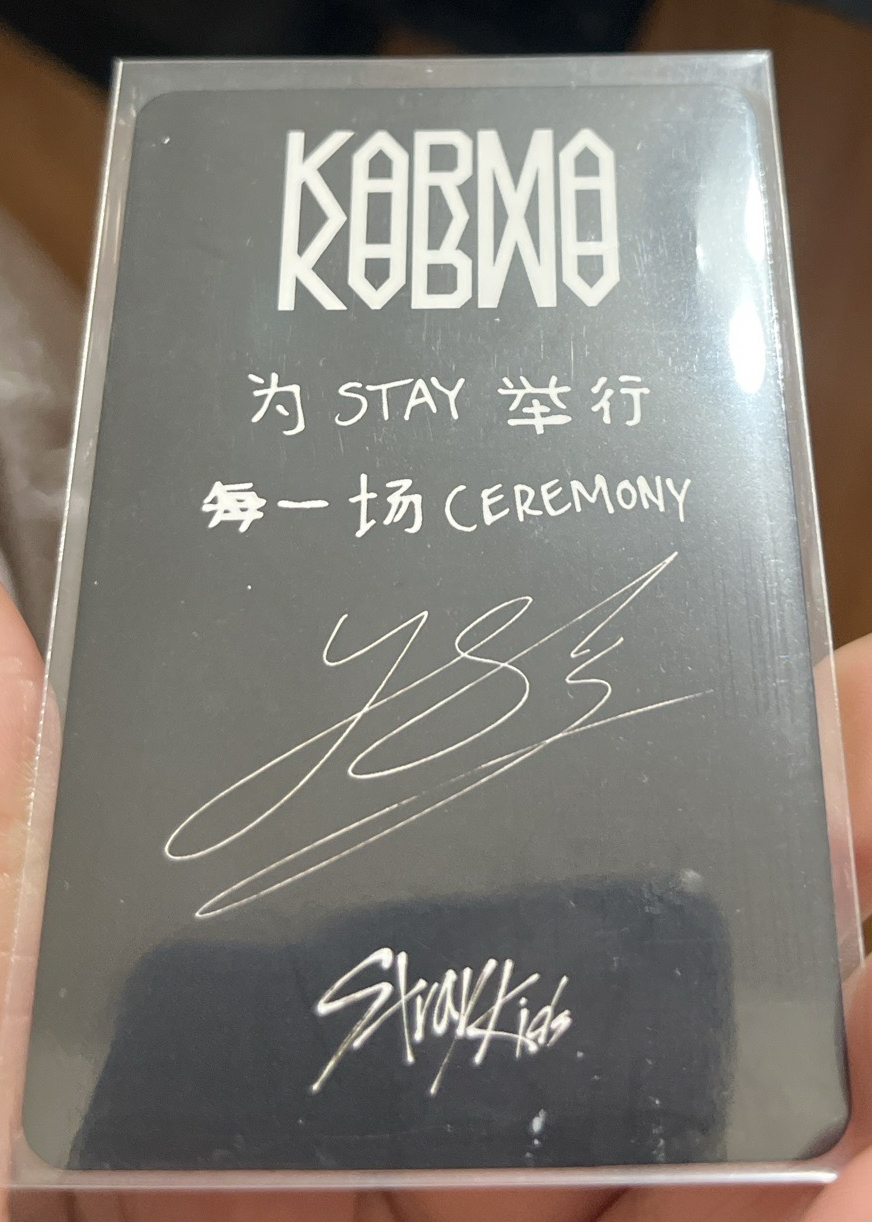 KARMA
为 STAY 举行
每一场 CEREMONY
Stray Kids